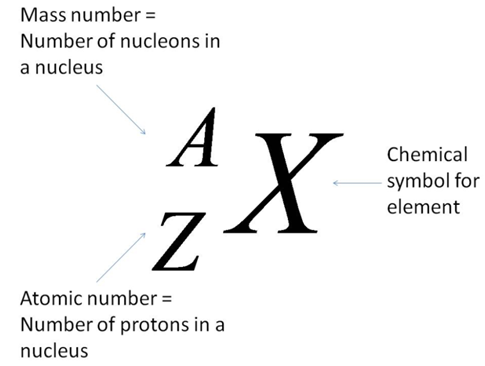 Mass number =
Number of nucleons in
a nucleus
A
X
Chemical
symbol for
element
Z
Atomic number =
Number of protons in a
nucleus